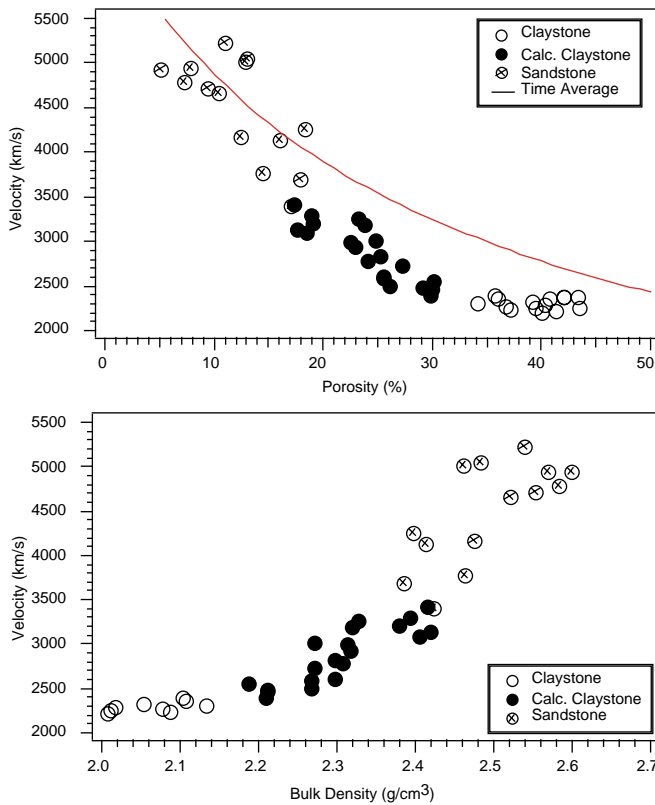 5500
5000
4500
4000
3500
3000
2500
2000
Velocity (km/s)
Claystone
Calc. Claystone
Sandstone
Time Average
0 10 20 30 40 50
Porosity (%)
5500
5000
4500
4000
3500
3000
2500
2000
Velocity (km/s)
Claystone
Calc. Claystone
Sandstone
2.0 2.1 2.2 2.3 2.4 2.5 2.6 2.7
Bulk Density (g/cm³)